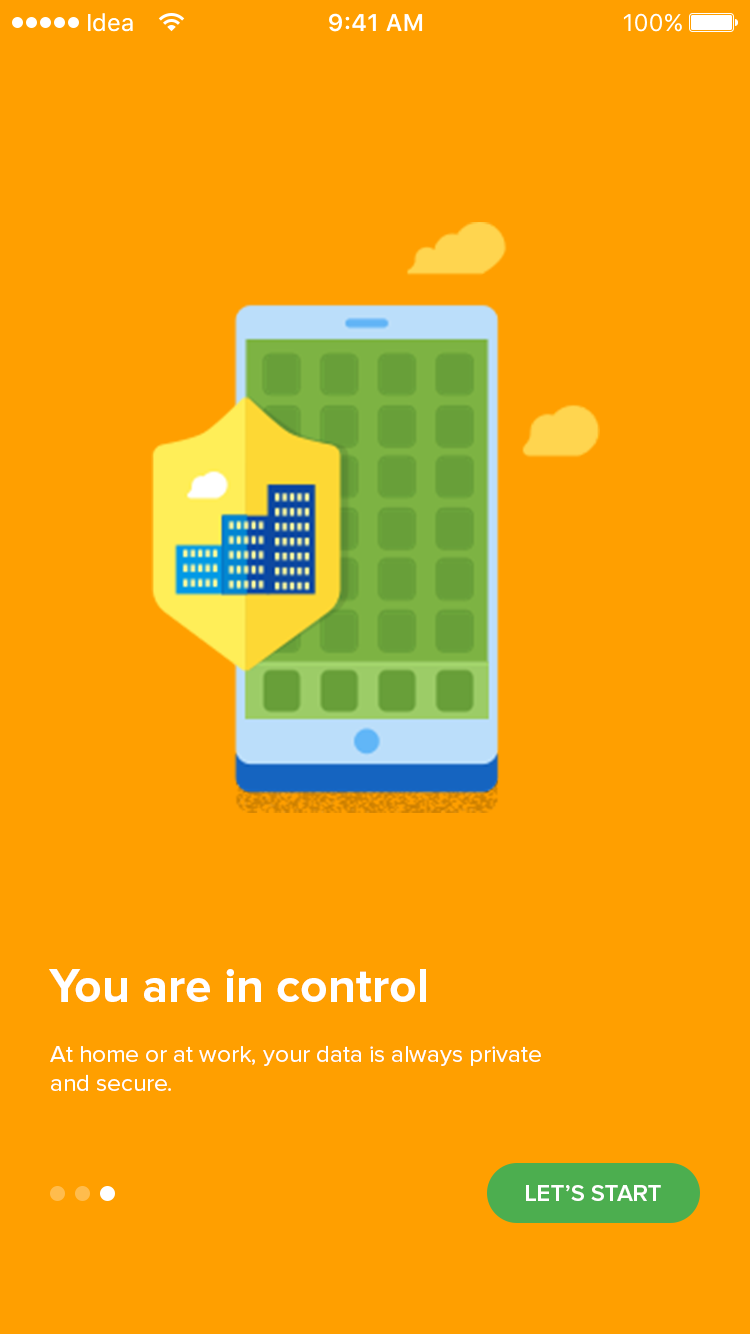 Idea 9:41 AM 100%
You are in control
At home or at work, your data is always private
and secure.
LET’S START